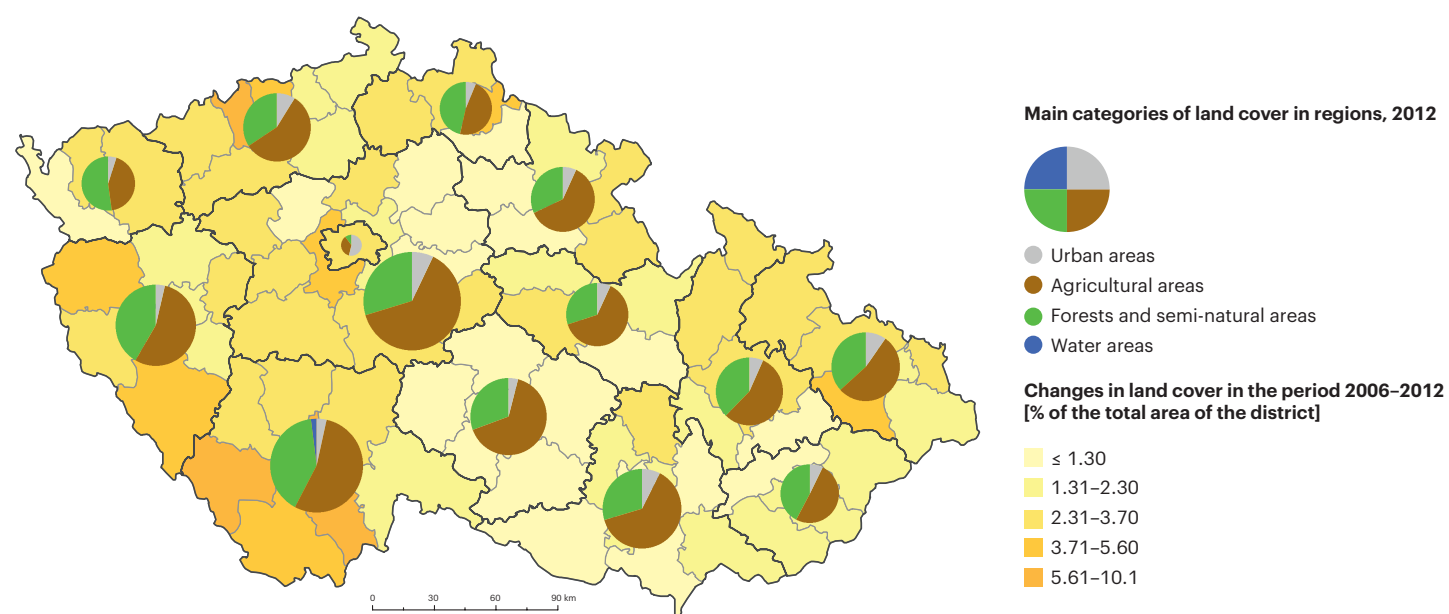 Main categories of land cover in regions, 2012
Urban areas
Agricultural areas
Forests and semi-natural areas
Water areas
Changes in land cover in the period 2006–2012
[% of the total area of the district]
≤ 1.30
1.31–2.30
2.31–3.70
3.71–5.60
5.61–10.1
0 30 60 90 km